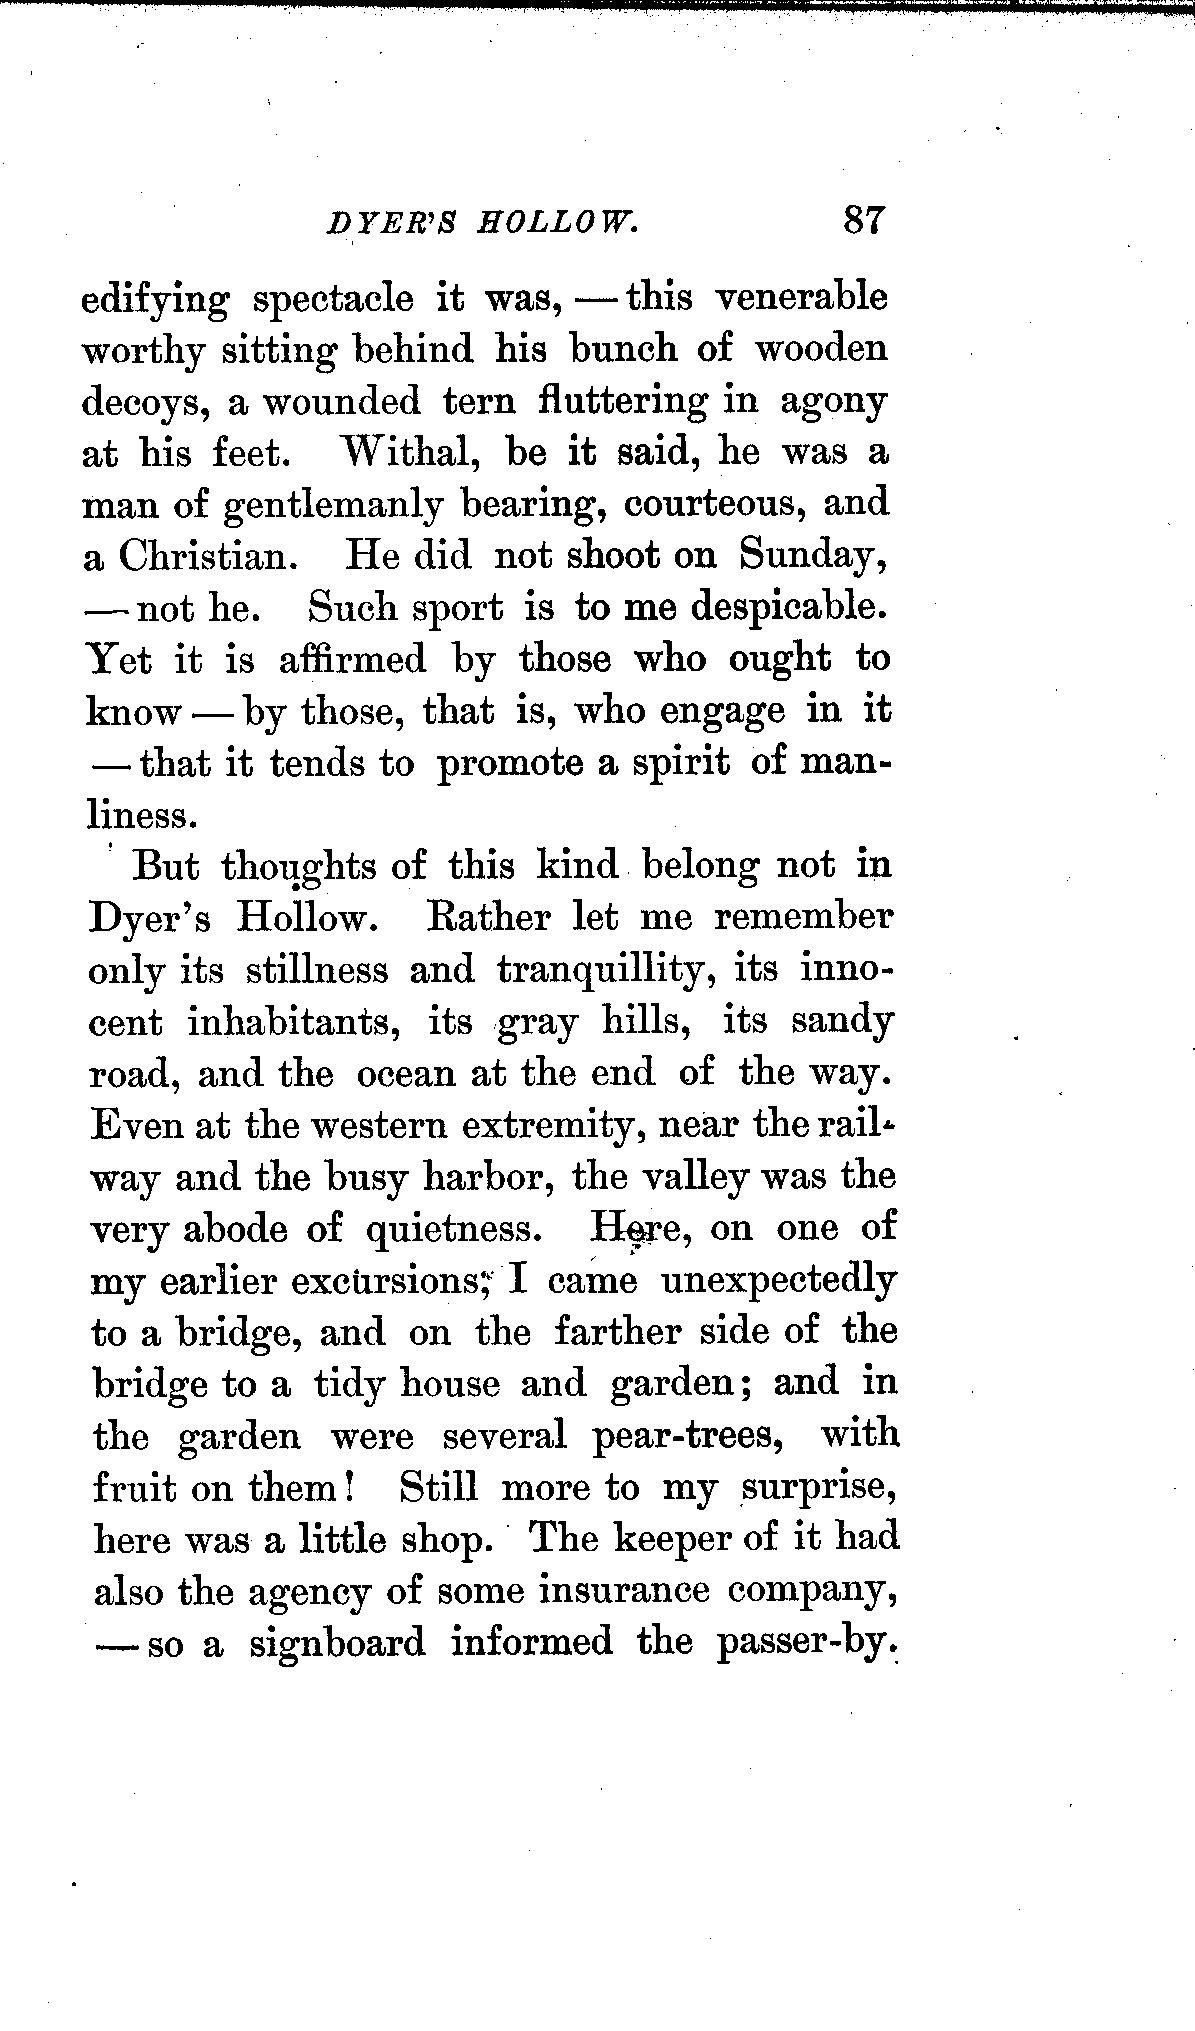 DYER'S HOLLOW. 87
edifying spectacle it was, — this venerable
worthy sitting behind his bunch of wooden
decoys, a wounded tern fluttering in agony
at his feet. Withal, be it said, he was a
man of gentlemanly bearing, courteous, and
a Christian. He did not shoot on Sunday,
— not he. Such sport is to me despicable.
Yet it is affirmed by those who ought to
know — by those, that is, who engage in it
— that it tends to promote a spirit of man-
liness.
But thoughts of this kind belong not in
Dyer's Hollow. Rather let me remember
only its stillness and tranquillity, its inno-
cent inhabitants, its gray hills, its sandy
road, and the ocean at the end of the way.
Even at the western extremity, near the rail-
way and the busy harbor, the valley was the
very abode of quietness. Here, on one of
my earlier excursions, I came unexpectedly
to a bridge, and on the farther side of the
bridge to a tidy house and garden; and in
the garden were several pear-trees, with
fruit on them! Still more to my surprise,
here was a little shop. The keeper of it had
also the agency of some insurance company,
— so a signboard informed the passer-by.